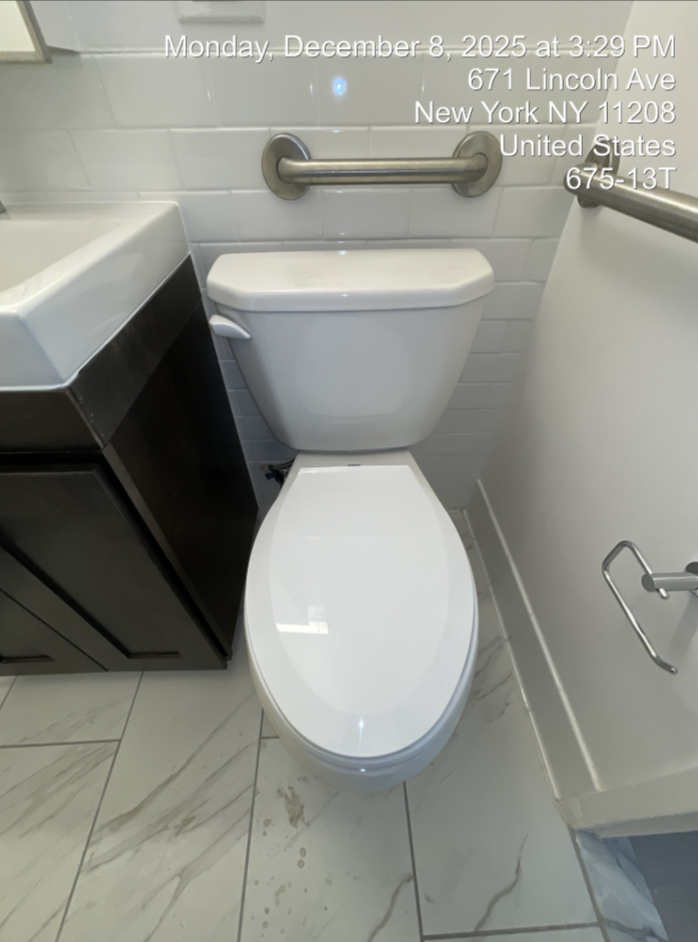 Monday, December 8, 2025 at 3:29 PM
671 Lincoln Ave
New York NY 11208
United States
675-13T